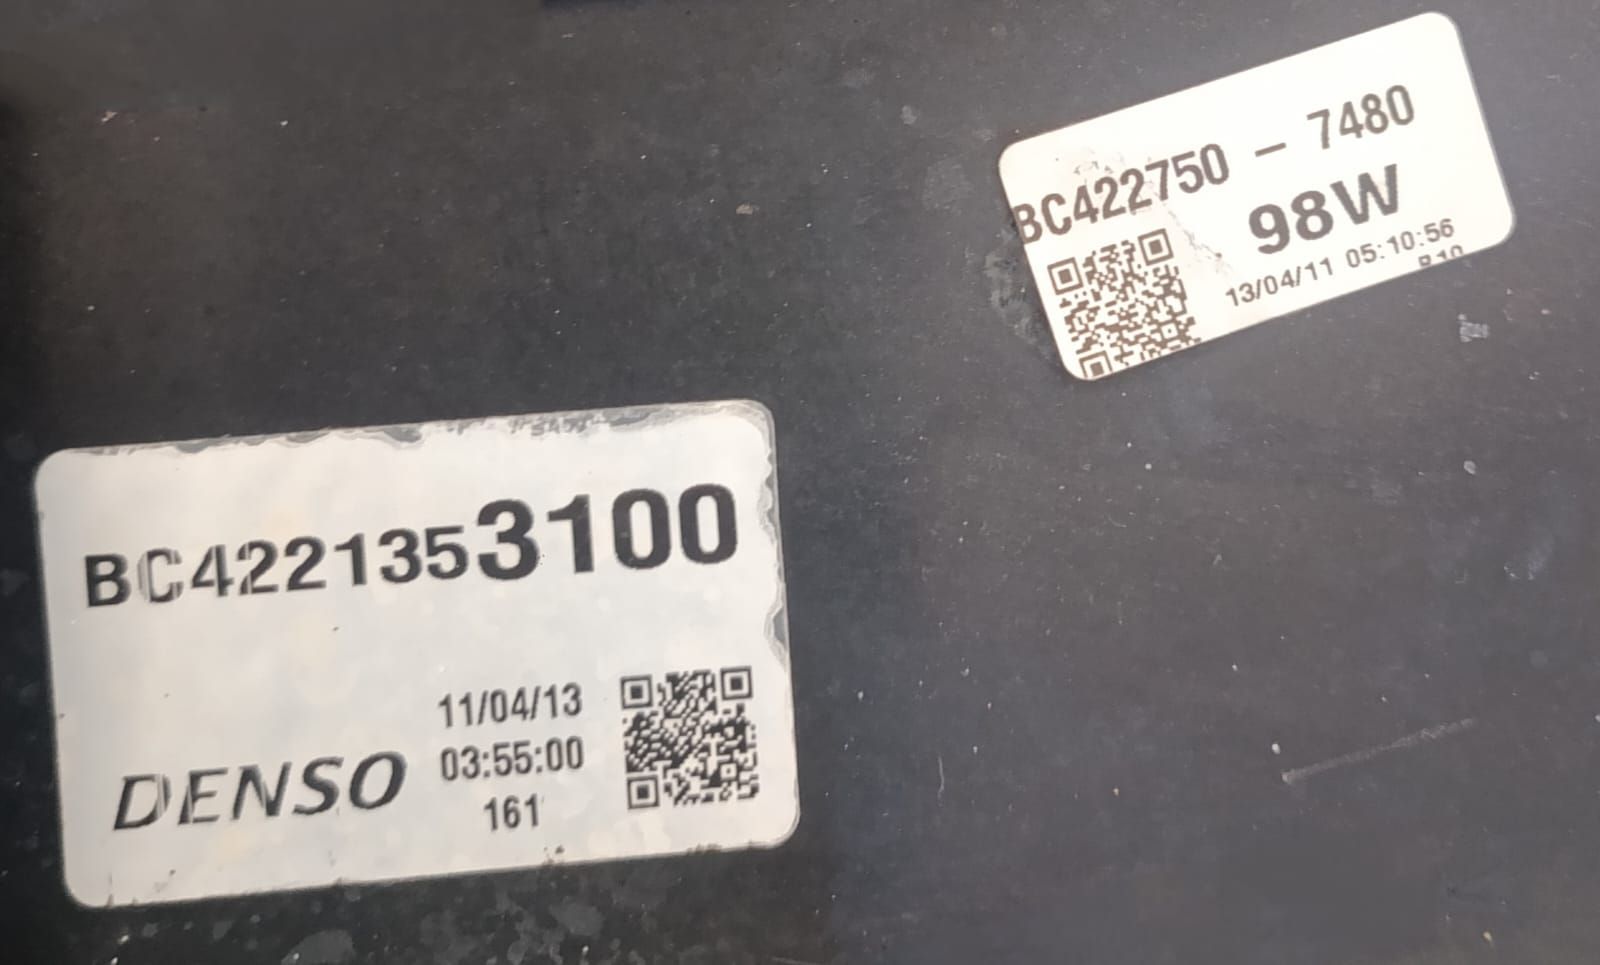 BC422750 - 7480
98W
13/04/11 05:10:56
BC4221353100
11/04/13
03:55:00
DENSO
161